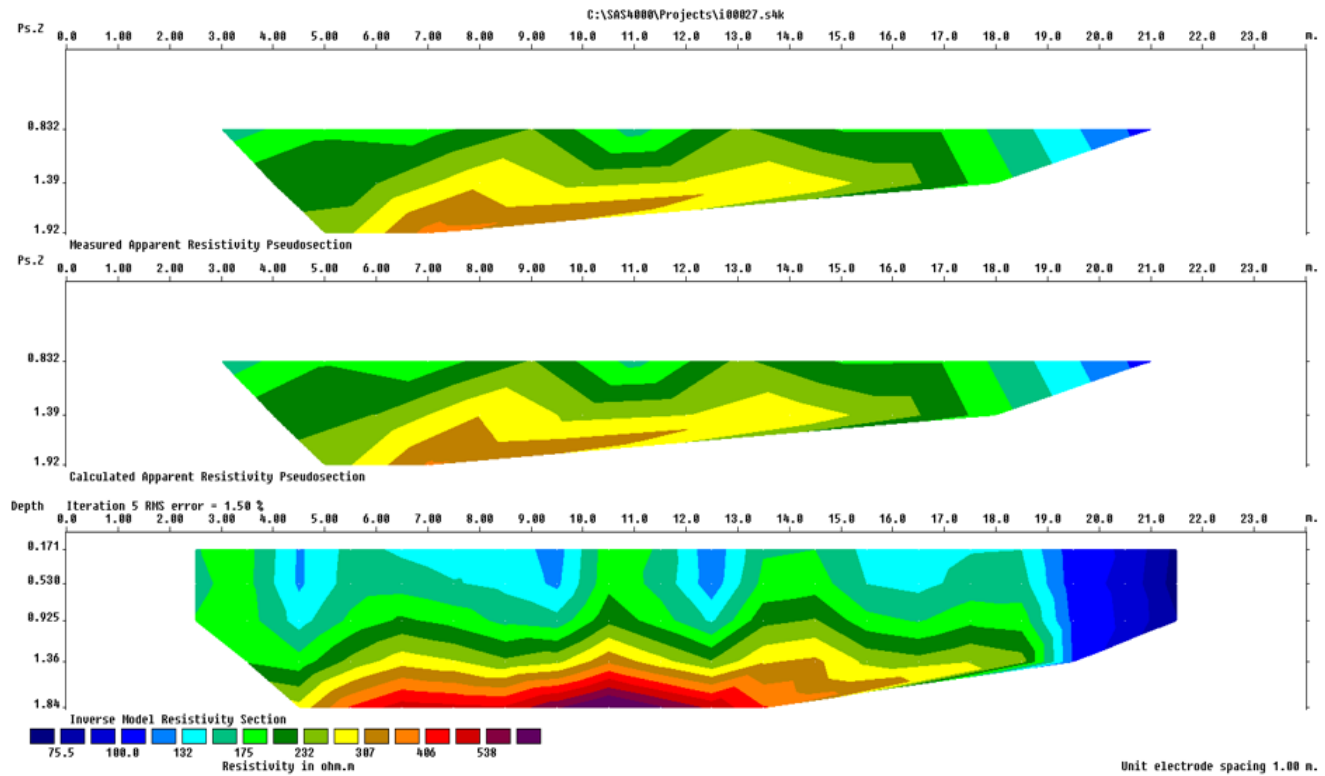 C:\SAS4000\Projects\i00027.s4k
Ps.Z 0.0 1.00 2.00 3.00 4.00 5.00 6.00 7.00 8.00 9.00 10.0 11.0 12.0 13.0 14.0 15.0 16.0 17.0 18.0 19.0 20.0 21.0 22.0 23.0 m.
0.832
1.39
1.92
Measured Apparent Resistivity Pseudosection
Ps.Z 0.0 1.00 2.00 3.00 4.00 5.00 6.00 7.00 8.00 9.00 10.0 11.0 12.0 13.0 14.0 15.0 16.0 17.0 18.0 19.0 20.0 21.0 22.0 23.0 m.
0.832
1.39
1.92
Calculated Apparent Resistivity Pseudosection
Depth Iteration 5 RMS error = 1.50 %
0.0 1.00 2.00 3.00 4.00 5.00 6.00 7.00 8.00 9.00 10.0 11.0 12.0 13.0 14.0 15.0 16.0 17.0 18.0 19.0 20.0 21.0 22.0 23.0 m.
0.171
0.530
0.925
1.36
1.84
Inverse Model Resistivity Section
75.5 100.0 132 175 232 307 406 538
Resistivity in ohm.m Unit electrode spacing 1.00 m.